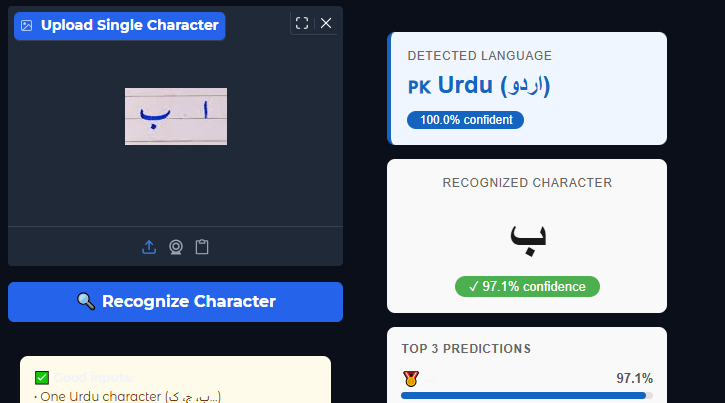 Upload Single Character
ا ب
Recognize Character
Good inputs:
• One Urdu character (ب، ج، ک...)
DETECTED LANGUAGE
PK Urdu (اردو)
100.0% confident
RECOGNIZED CHARACTER
ب
✓ 97.1% confidence
TOP 3 PREDICTIONS
97.1%